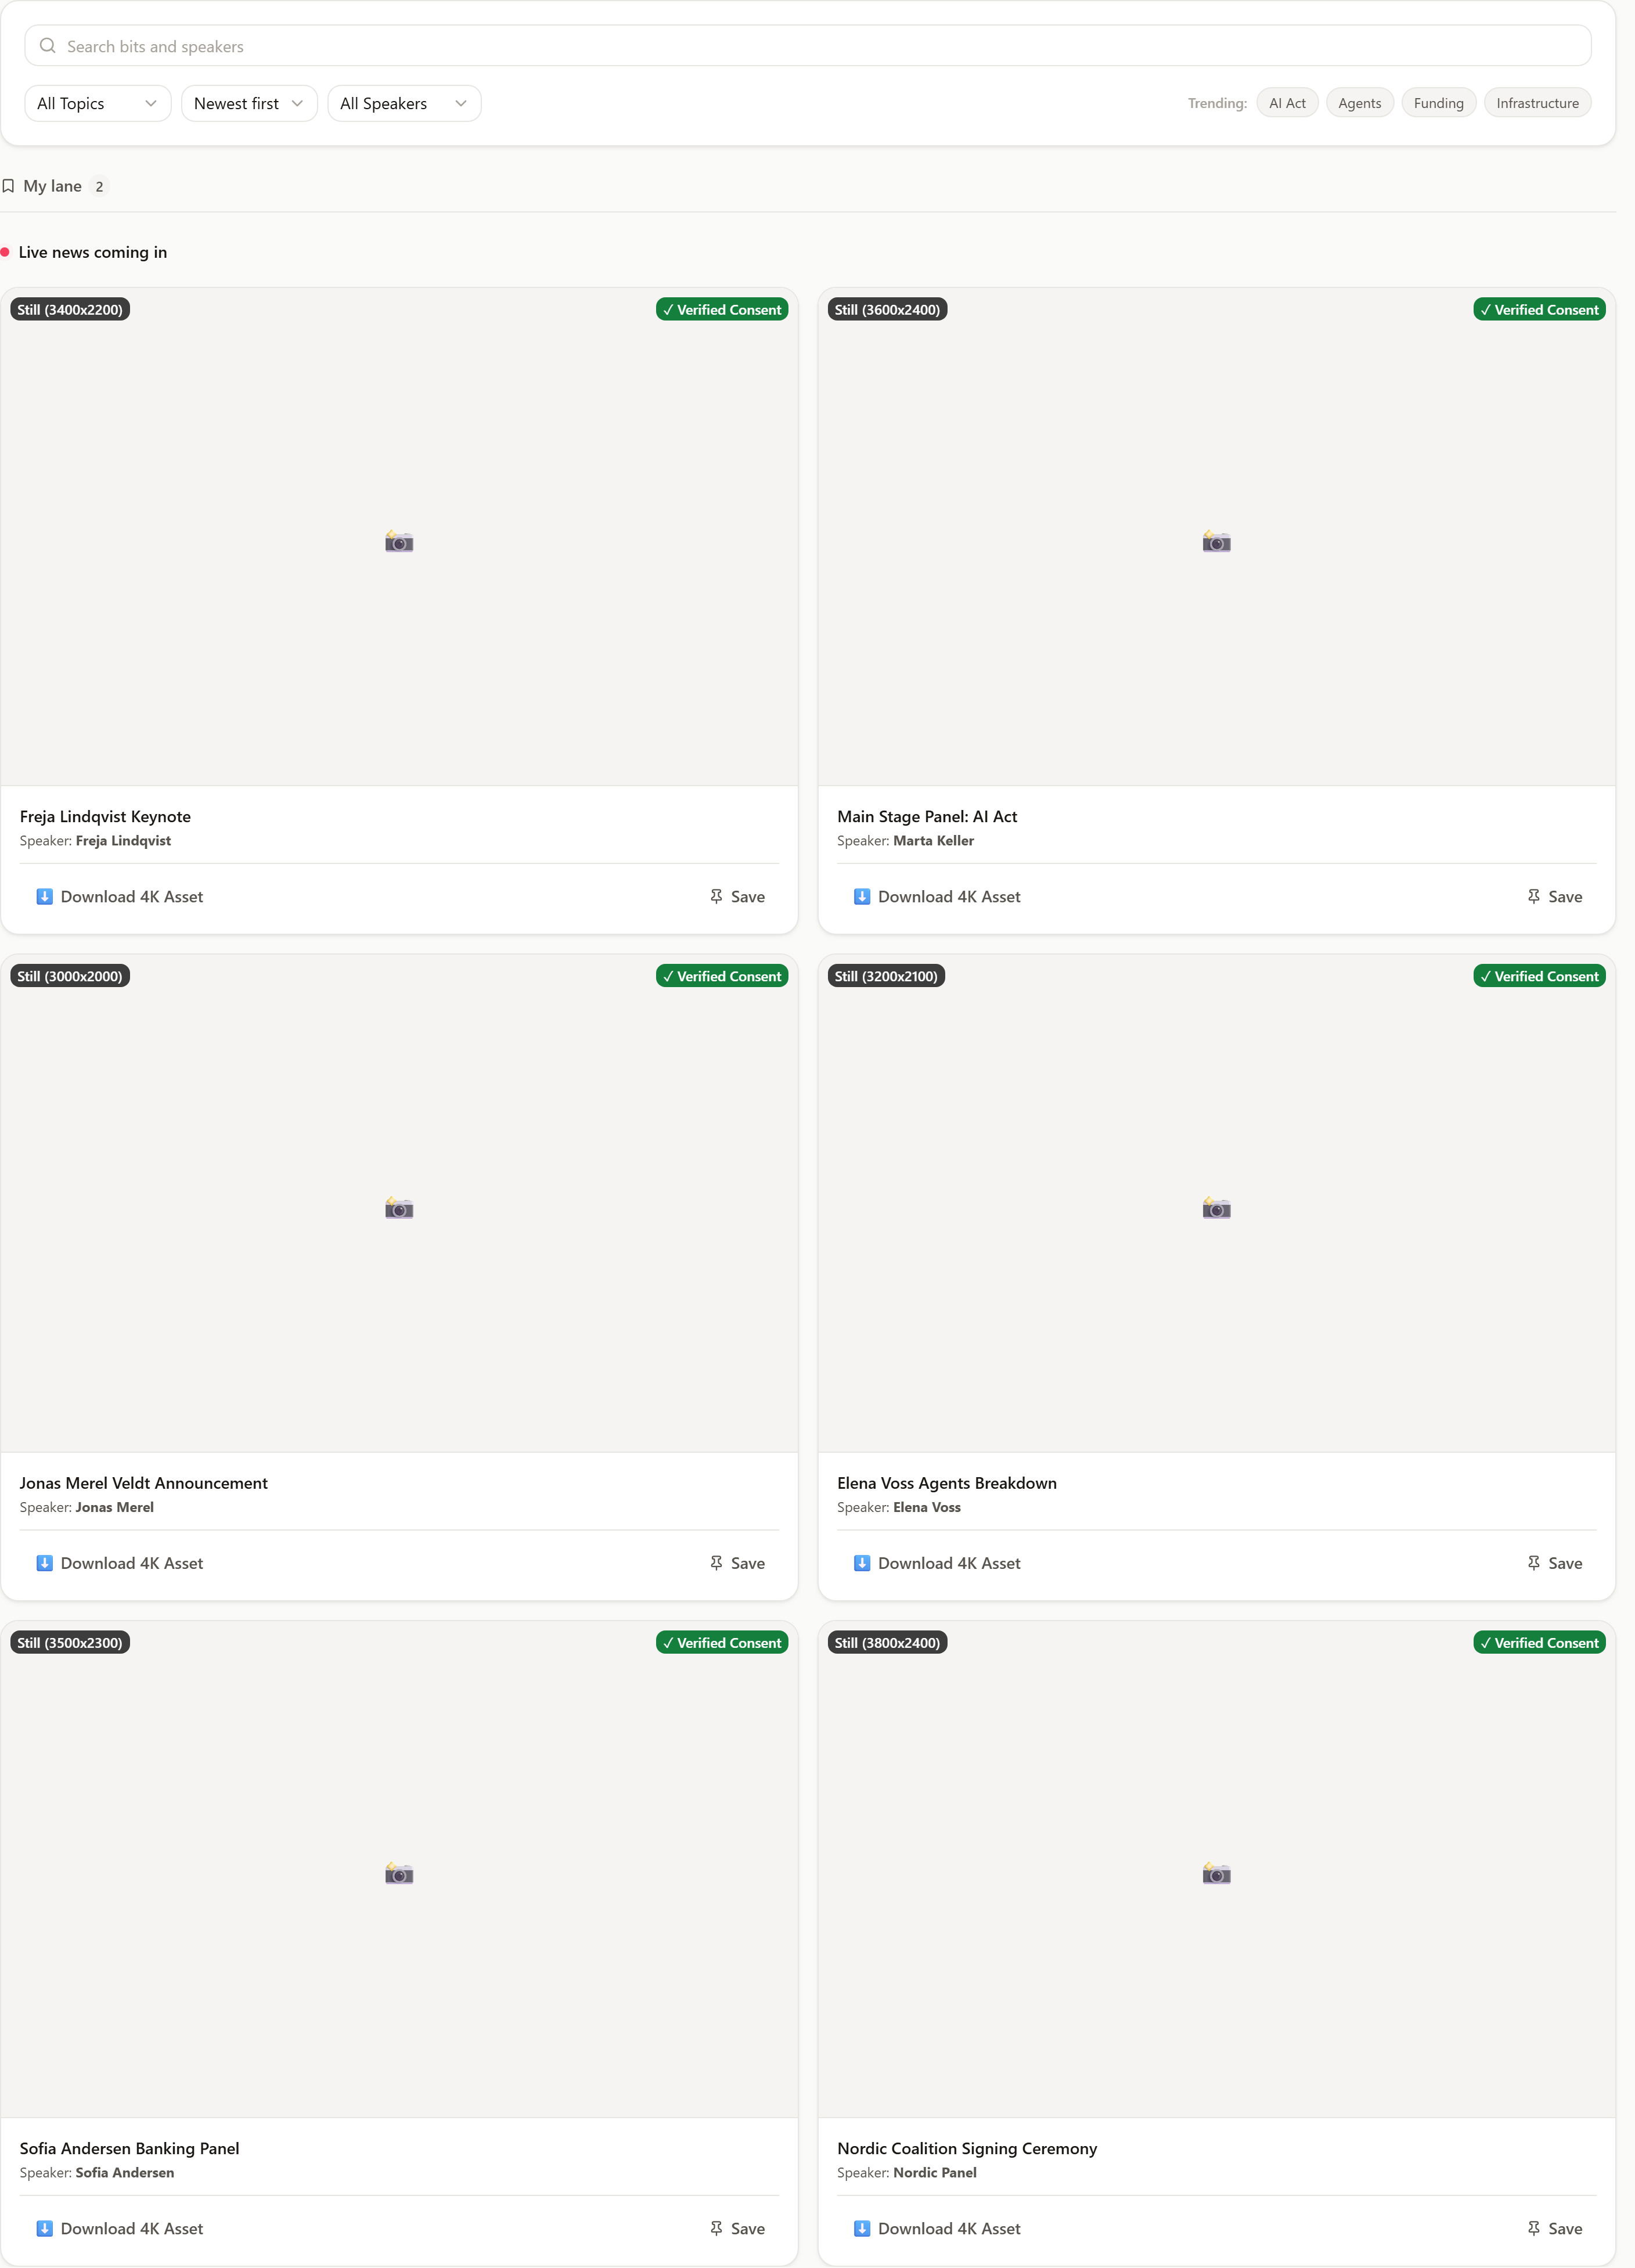 Search bits and speakers
All Topics Newest first All Speakers Trending: AI Act Agents Funding Infrastructure
My lane 2
Live news coming in
Still (3400x2200) ✓ Verified Consent
Still (3600x2400) ✓ Verified Consent
Freja Lindqvist Keynote
Speaker: Freja Lindqvist
Download 4K Asset Save
Main Stage Panel: AI Act
Speaker: Marta Keller
Download 4K Asset Save
Still (3000x2000) ✓ Verified Consent
Still (3200x2100) ✓ Verified Consent
Jonas Merel Veldt Announcement
Speaker: Jonas Merel
Download 4K Asset Save
Elena Voss Agents Breakdown
Speaker: Elena Voss
Download 4K Asset Save
Still (3500x2300) ✓ Verified Consent
Still (3800x2400) ✓ Verified Consent
Sofia Andersen Banking Panel
Speaker: Sofia Andersen
Download 4K Asset Save
Nordic Coalition Signing Ceremony
Speaker: Nordic Panel
Download 4K Asset Save